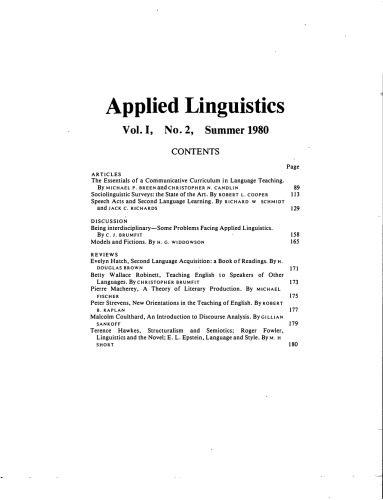 Applied Linguistics
Vol. I, No. 2, Summer 1980
CONTENTS
Page
ARTICLES
The Essentials of a Communicative Curriculum in Language Teaching.
By MICHAEL P. BREEN and CHRISTOPHER N. CANDLIN 89
Sociolinguistic Surveys: the State of the Art. By ROBERT L. COOPER 113
Speech Acts and Second Language Learning. By RICHARD W SCHMIDT
and JACK C. RICHARDS 129
DISCUSSION
Being interdisciplinary—Some Problems Facing Applied Linguistics.
By C. J. BRUMFIT 158
Models and Fictions. By H. G. WIDDOWSON 165
REVIEWS
Evelyn Hatch, Second Language Acquisition: a Book of Readings. By H.
DOUGLAS BROWN 171
Betty Wallace Robinett, Teaching English to Speakers of Other
Languages. By CHRISTOPHER BRUMFIT 173
Pierre Macherey, A Theory of Literary Production. By MICHAEL
FISCHER 175
Peter Strevens, New Orientations in the Teaching of English. By ROBERT
B. KAPLAN 177
Malcolm Coulthard, An Introduction to Discourse Analysis. By GILLIAN
SANKOFF 179
Terence Hawkes, Structuralism and Semiotics; Roger Fowler,
Linguistics and the Novel; E. L. Epstein, Language and Style. By M. H
SHORT 180